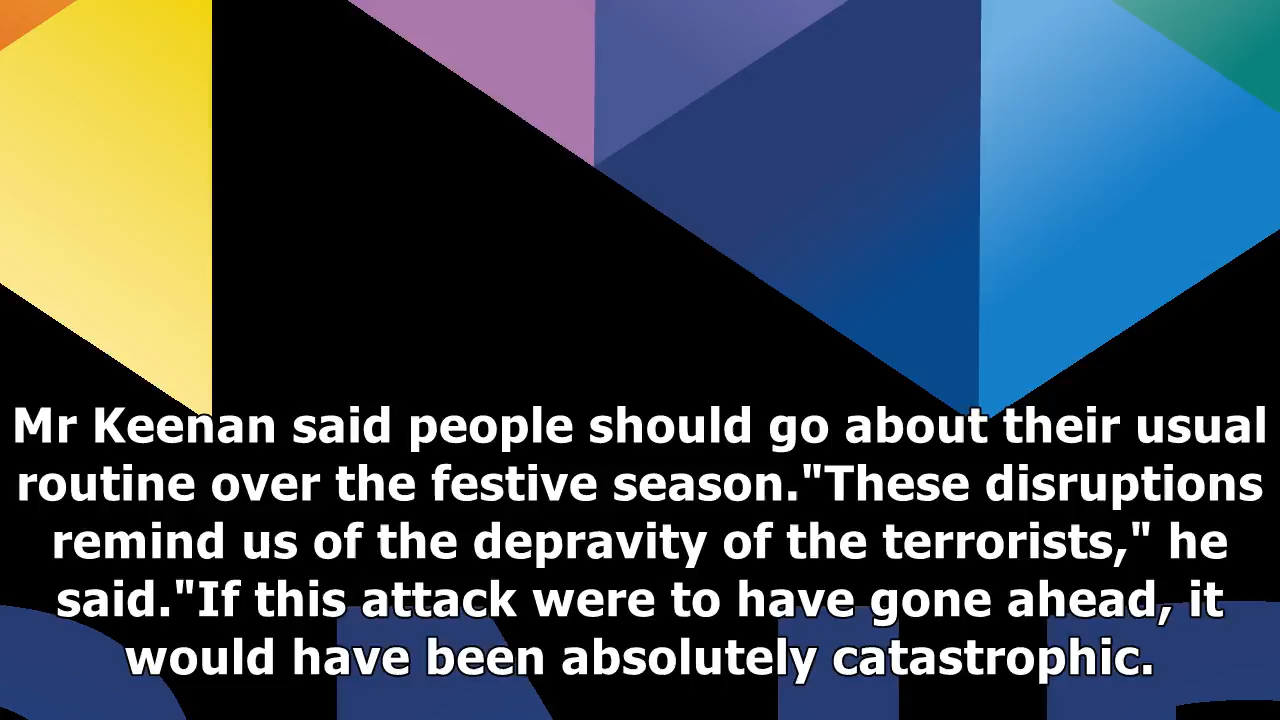 Mr Keenan said people should go about their usual
routine over the festive season."These disruptions
remind us of the depravity of the terrorists," he
said."If this attack were to have gone ahead, it
would have been absolutely catastrophic.